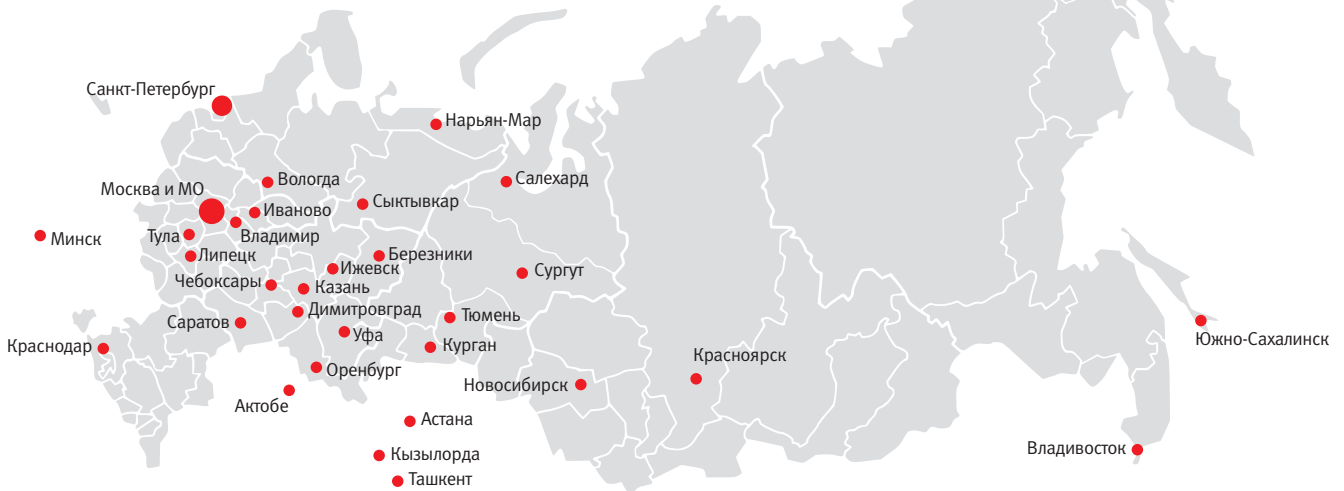 Санкт-Петербург
Нарьян-Мар
Вологда
Салехард
Москва и МО
Сыктывкар
Иваново
Владимир
Тула
Минск
Липецк
Березники
Ижевск
Сургут
Чебоксары
Казань
Димитровград
Тюмень
Саратов
Уфа
Южно-Сахалинск
Краснодар
Курган
Красноярск
Оренбург
Новосибирск
Актобе
Астана
Владивосток
Кызылорда
Ташкент